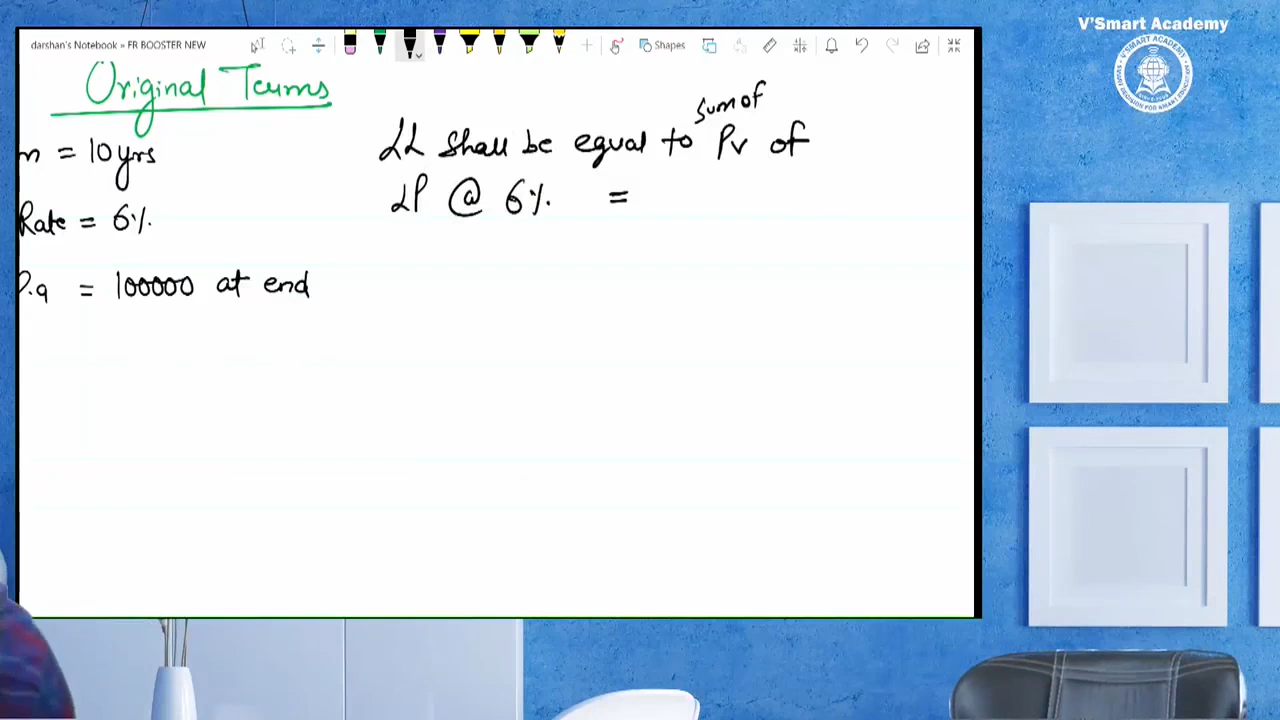 V'Smart Academy
darshan's Notebook » FR BOOSTER NEW
Shapes
Original Terms
n = 10 yrs
Rate = 6%.
P.a = 100000 at end
sum of
LL shall be equal to PV of
LP @ 6%. =